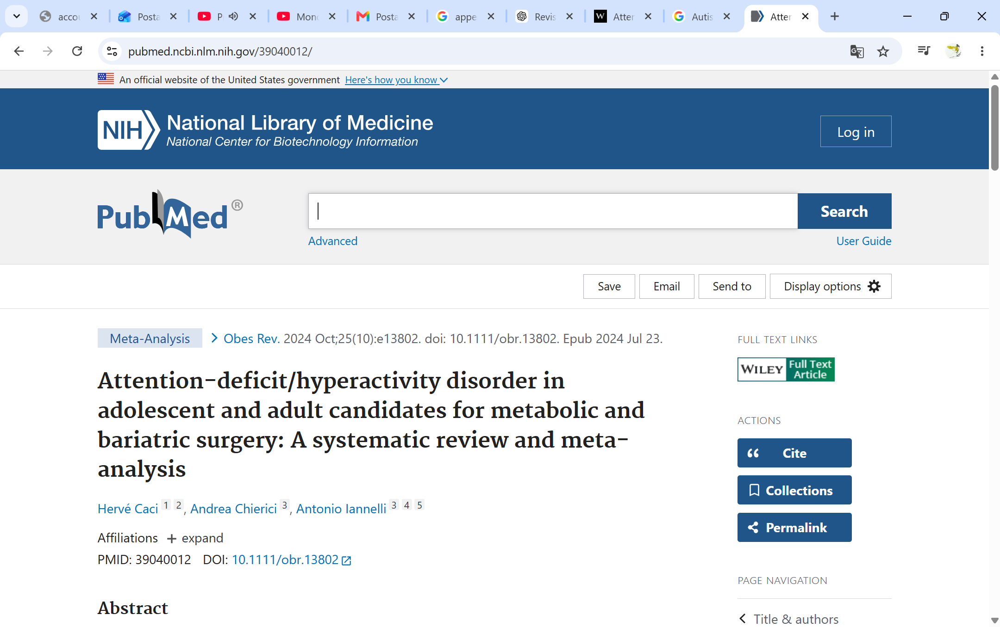 accou
Posta
P
Mond
Posta
appe
Revis
W Atten
Autis
Atten
pubmed.ncbi.nlm.nih.gov/39040012/
An official website of the United States government Here's how you know
NIH National Library of Medicine
National Center for Biotechnology Information
Log in
PubMed®
Search
Advanced
User Guide
Save
Email
Send to
Display options
Meta-Analysis
Obes Rev. 2024 Oct;25(10):e13802. doi: 10.1111/obr.13802. Epub 2024 Jul 23.
Attention-deficit/hyperactivity disorder in
adolescent and adult candidates for metabolic and
bariatric surgery: A systematic review and meta-
analysis
Hervé Caci 1 2, Andrea Chierici 3, Antonio Iannelli 3 4 5
Affiliations + expand
PMID: 39040012 DOI: 10.1111/obr.13802
Abstract
FULL TEXT LINKS
WILEY Full Text
Article
ACTIONS
Cite
Collections
Permalink
PAGE NAVIGATION
Title & authors